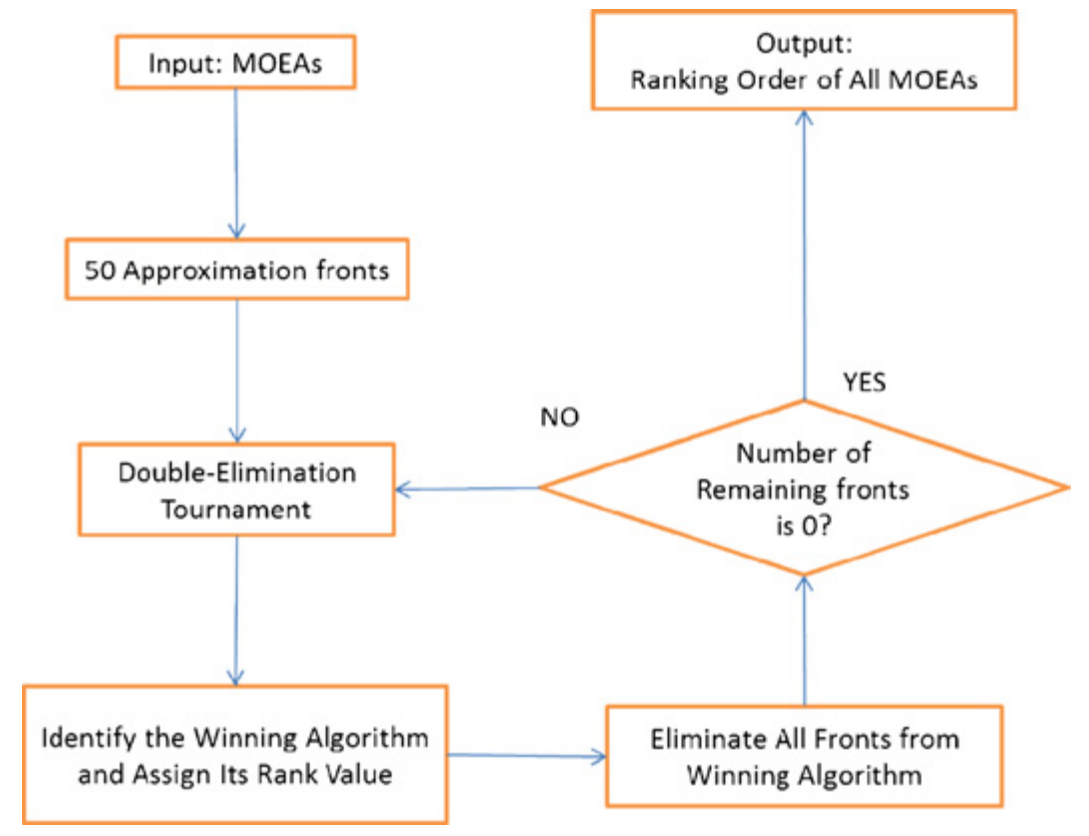 Input: MOEAs
50 Approximation fronts
Double-Elimination
Tournament
Identify the Winning Algorithm
and Assign Its Rank Value
Eliminate All Fronts from
Winning Algorithm
Number of
Remaining fronts
is 0?
NO
YES
Output:
Ranking Order of All MOEAs